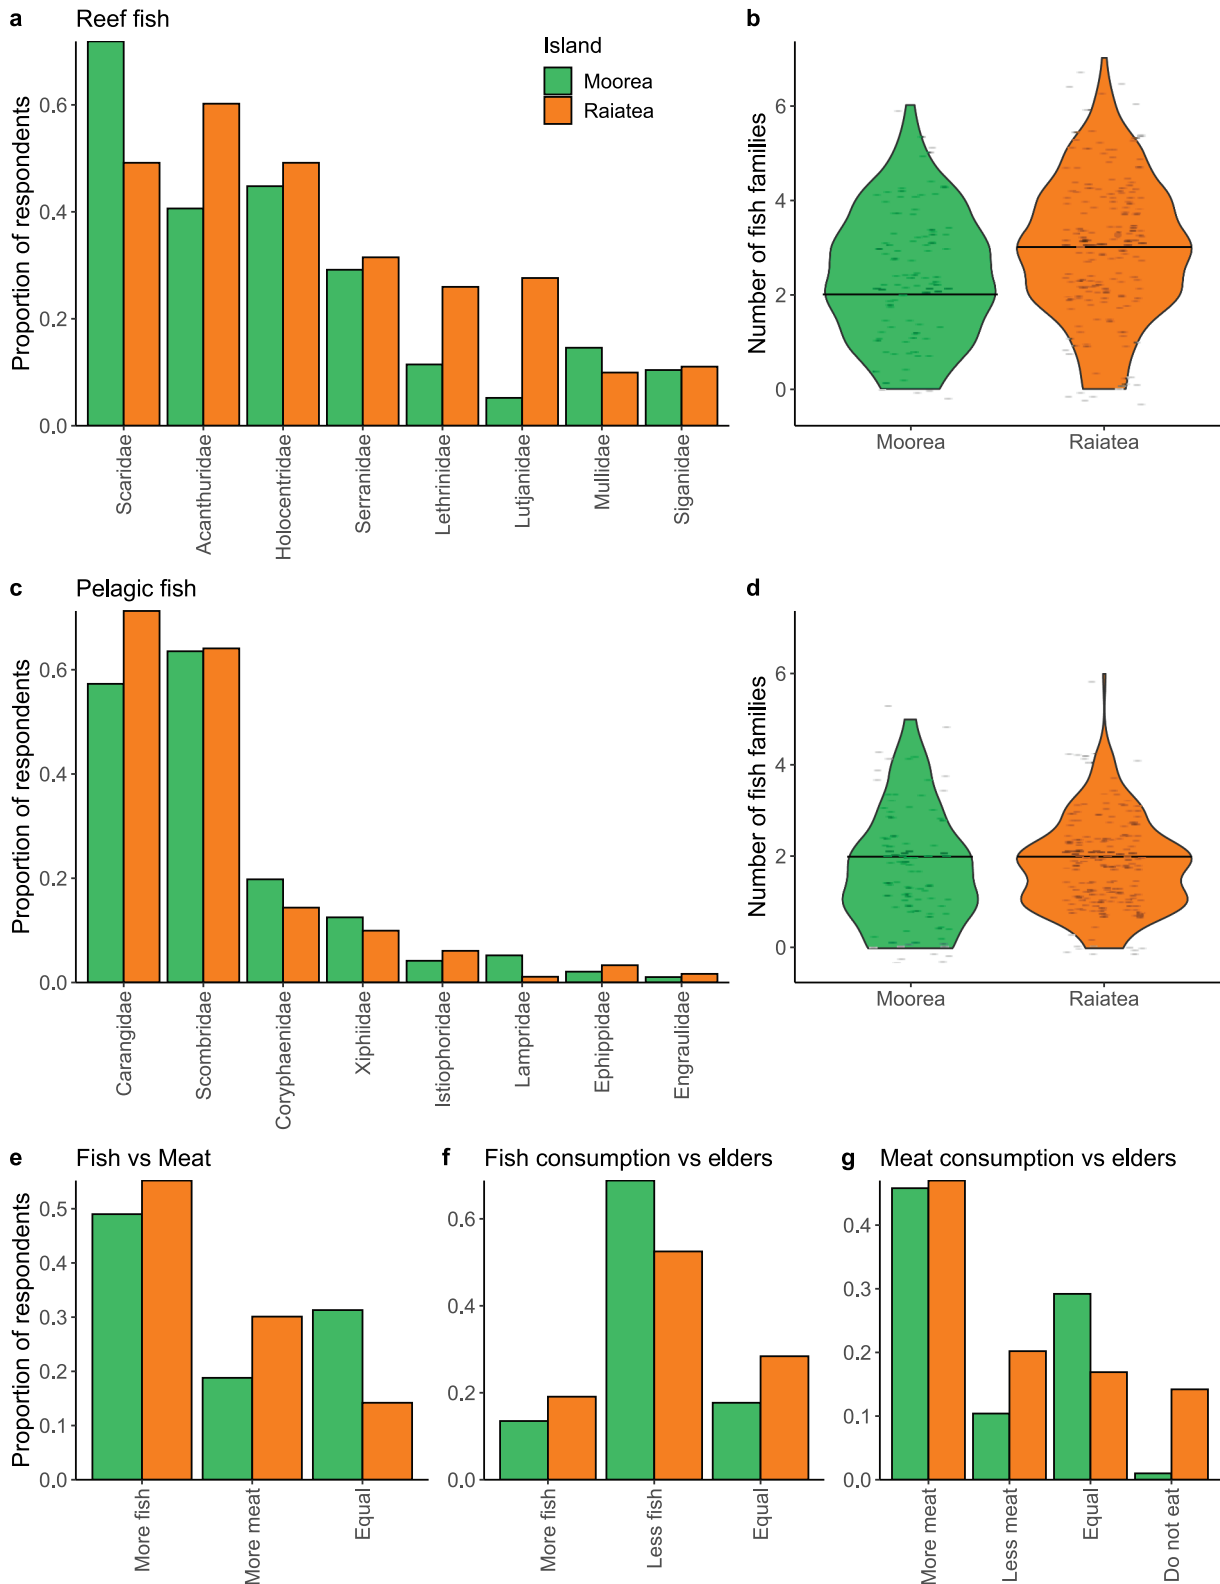 a Reef fish
Island
Moorea
Raiatea
Proportion of respondents
0.6
0.4
0.2
0.0
Scaridae
Acanthuridae
Holocentridae
Serranidae
Lethrinidae
Lutjanidae
Mullidae
Siganidae
b
Number of fish families
6
4
2
0
Moorea
Raiatea
c Pelagic fish
Proportion of respondents
0.6
0.4
0.2
0.0
Carangidae
Scombridae
Coryphaenidae
Xiphiidae
Istiophoridae
Lampridae
Ephippidae
Engraulidae
d
Number of fish families
6
4
2
0
Moorea
Raiatea
e Fish vs Meat
Proportion of respondents
0.5
0.4
0.3
0.2
0.1
0.0
More fish
More meat
Equal
f Fish consumption vs elders
0.6
0.4
0.2
0.0
More fish
Less fish
Equal
g Meat consumption vs elders
0.4
0.3
0.2
0.1
0.0
More meat
Less meat
Equal
Do not eat